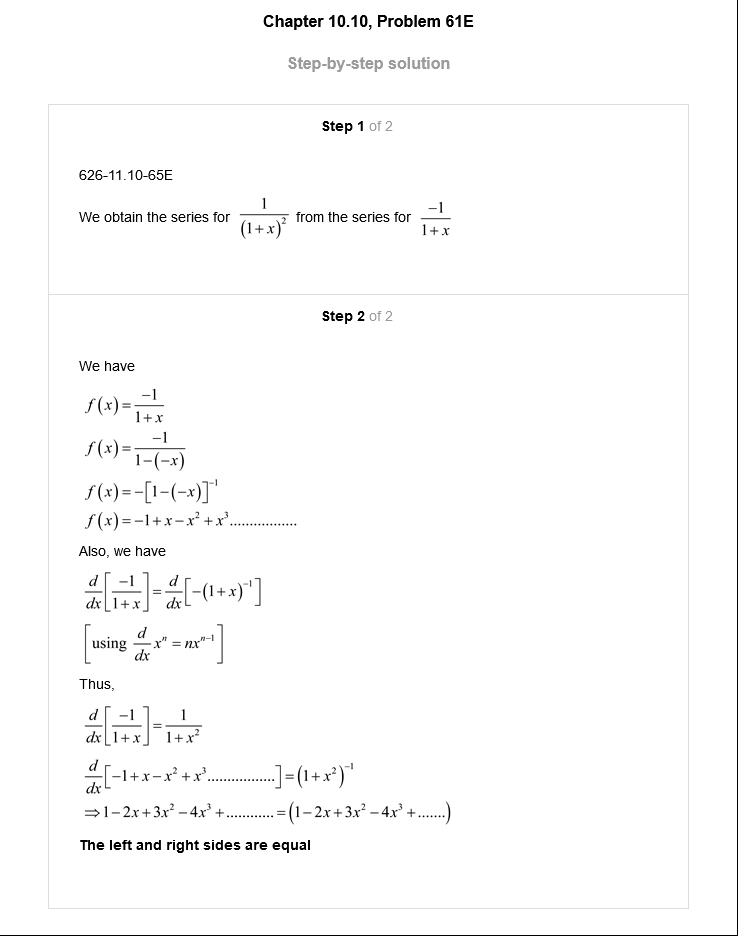 Chapter 10.10, Problem 61E
Step-by-step solution
Step 1 of 2
626-11.10-65E
We obtain the series for \frac{1}{(1+x)^2} from the series for \frac{-1}{1+x}
Step 2 of 2
We have
f(x) = \frac{-1}{1+x}
f(x) = \frac{-1}{1-(-x)}
f(x) = -[1-(-x)]^{-1}
f(x) = -1+x-x^2+x^3.................
Also, we have
\frac{d}{dx}\left[\frac{-1}{1+x}\right] = \frac{d}{dx}\left[-(1+x)^{-1}\right]
\left[\text{using } \frac{d}{dx}x^n = nx^{n-1}\right]
Thus,
\frac{d}{dx}\left[\frac{-1}{1+x}\right] = \frac{1}{1+x^2}
\frac{d}{dx}\left[-1+x-x^2+x^3.................\right] = (1+x^2)^{-1}
⇒1-2x+3x^2-4x^3+............=(1-2x+3x^2-4x^3+.......)
The left and right sides are equal